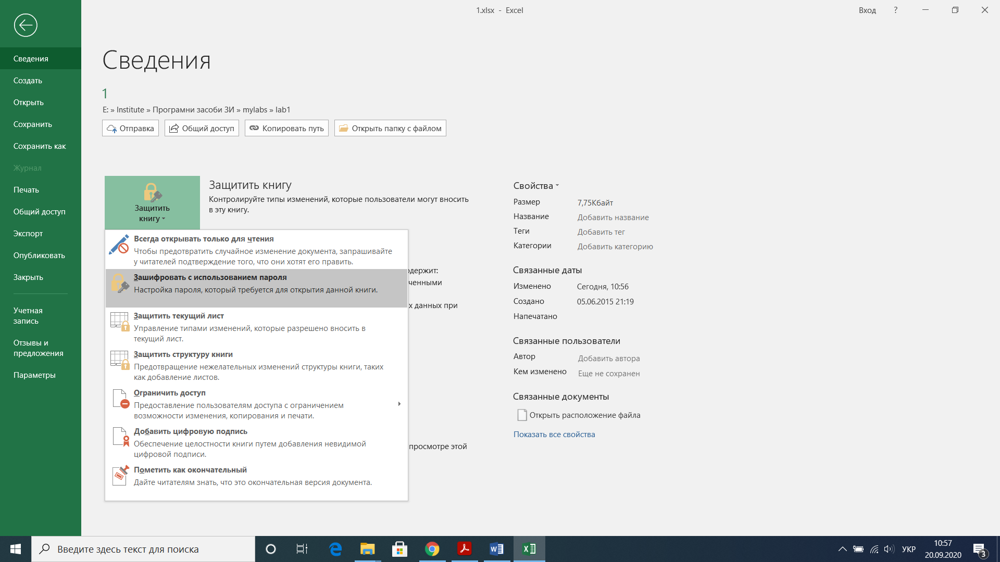 1.xlsx - Excel
Вход
?
Сведения
Создать
Открыть
Сохранить
Сохранить как
Журнал
Печать
Общий доступ
Экспорт
Опубликовать
Закрыть
Учетная
запись
Отзывы и
предложения
Параметры
Сведения
1
E: » Institute » Програмни засоби ЗИ » mylabs » lab1
Отправка
Общий доступ
Копировать путь
Открыть папку с файлом
Защитить
книгу
Защитить книгу
Контролируйте типы изменений, которые пользователи могут вносить
в эту книгу.
Всегда открывать только для чтения
Чтобы предотвратить случайное изменение документа, запрашивайте
у читателей подтверждение того, что они хотят его править.
Зашифровать с использованием пароля
Настройка пароля, который требуется для открытия данной книги.
Защитить текущий лист
Управление типами изменений, которые разрешено вносить в
текущий лист.
Защитить структуру книги
Предотвращение нежелательных изменений структуры книги, таких
как добавление листов.
Ограничить доступ
Предоставление пользователям доступа с ограничением
возможности изменения, копирования и печати.
Добавить цифровую подпись
Обеспечение целостности книги путем добавления невидимой
цифровой подписи.
Пометить как окончательный
Дайте читателям знать, что это окончательная версия документа.
одержит:
ченными
х данных при
просмотре этой
Свойства
Размер 7,75Кбайт
Название Добавить название
Теги Добавить тег
Категории Добавить категорию
Связанные даты
Изменено Сегодня, 10:56
Создано 05.06.2015 21:19
Напечатано
Связанные пользователи
Автор Добавить автора
Кем изменено Еще не сохранен
Связанные документы
Открыть расположение файла
Показать все свойства
Введите здесь текст для поиска
УКР
10:57
20.09.2020
3